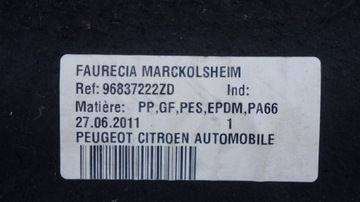 FAURECIA MARCKOLSHEIM
Ref: 96837222ZD Ind:
Matière: PP,GF,PES,EPDM,PA66
27.06.2011 1
PEUGEOT CITROEN AUTOMOBILE